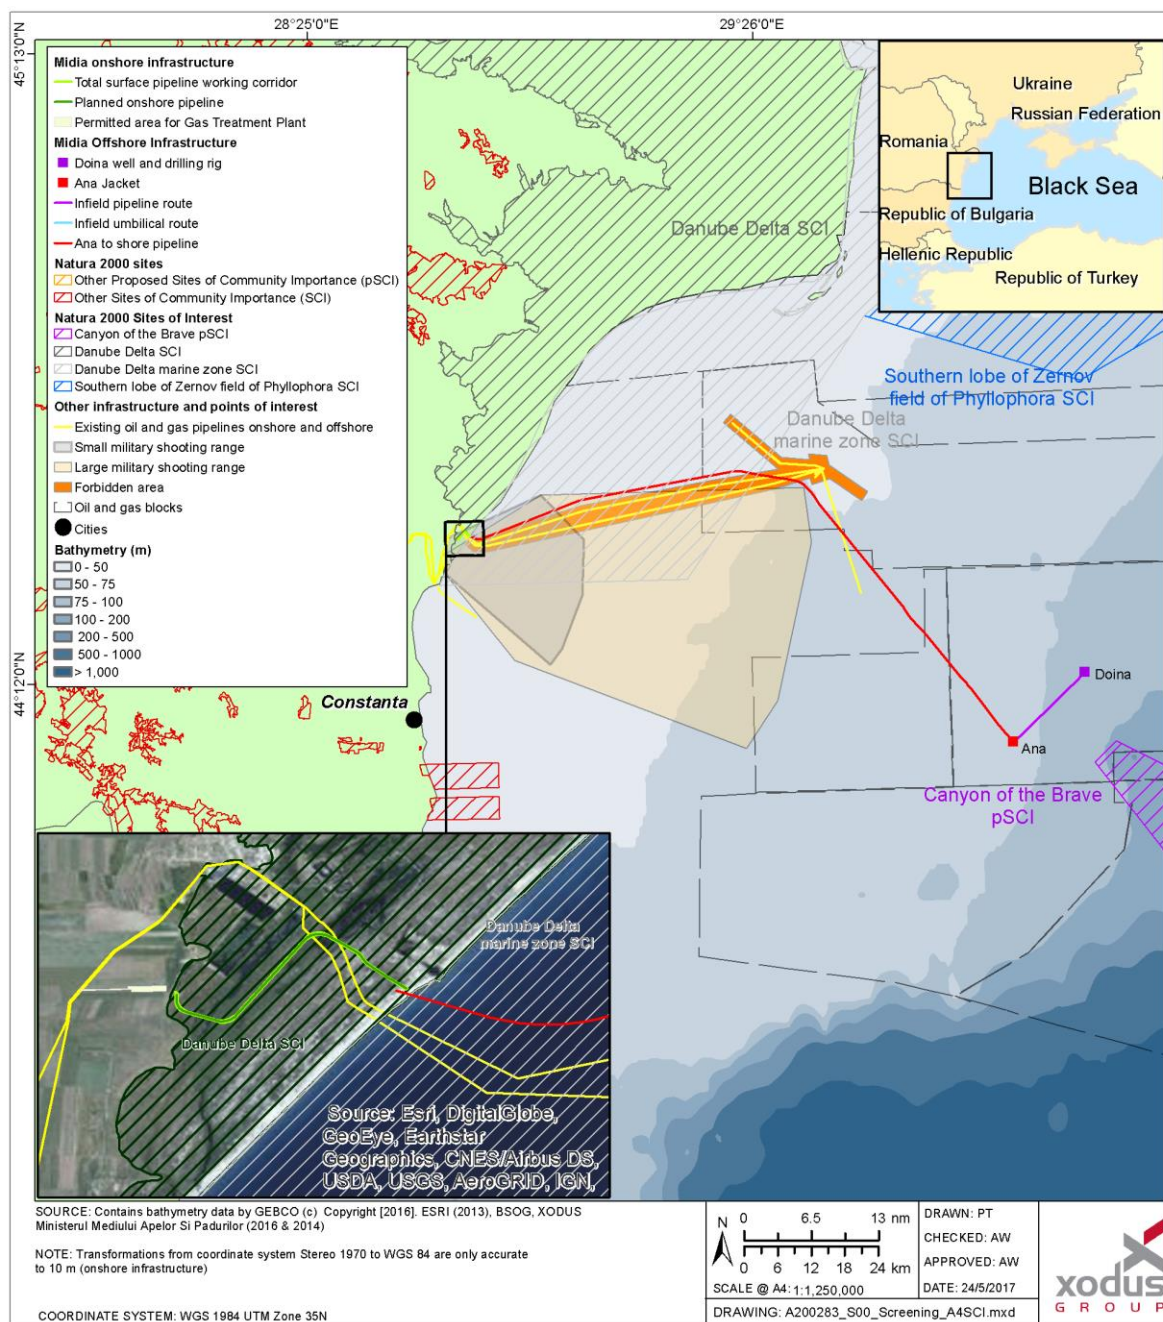 28°25'0"E
29°26'0"E
45°13'0"N
44°12'0"N
Midia onshore infrastructure
Total surface pipeline working corridor
Planned onshore pipeline
Permitted area for Gas Treatment Plant
Midia Offshore Infrastructure
Doina well and drilling rig
Ana Jacket
Infield pipeline route
Infield umbilical route
Ana to shore pipeline
Natura 2000 sites
Other Proposed Sites of Community Importance (pSCI)
Other Sites of Community Importance (SCI)
Natura 2000 Sites of Interest
Canyon of the Brave pSCI
Danube Delta SCI
Danube Delta marine zone SCI
Southern lobe of Zernov field of Phyllophora SCI
Other infrastructure and points of interest
Existing oil and gas pipelines onshore and offshore
Small military shooting range
Large military shooting range
Forbidden area
Oil and gas blocks
Cities
Bathymetry (m)
0 - 50
50 - 75
75 - 100
100 - 200
200 - 500
500 - 1000
> 1,000
Ukraine
Russian Federation
Romania
Black Sea
Republic of Bulgaria
Hellenic Republic
Republic of Turkey
Danube Delta SCI
Southern lobe of Zernov
field of Phyllophora SCI
Danube Delta
marine zone SCI
Constanta
Doina
Ana
Canyon of the Brave
pSCI
Danube Delta
marine zone SCI
Danube Delta SCI
Source: Esri, DigitalGlobe,
GeoEye, Earthstar
Geographics, CNES/Airbus DS,
USDA, USGS, AeroGRID, IGN,
SOURCE: Contains bathymetry data by GEBCO (c) Copyright [2016]. ESRI (2013), BSOG, XODUS
Ministerul Mediului Apelor Si Padurilor (2016 & 2014)
NOTE: Transformations from coordinate system Stereo 1970 to WGS 84 are only accurate
to 10 m (onshore infrastructure)
COORDINATE SYSTEM: WGS 1984 UTM Zone 35N
N
0 6.5 13 nm
0 6 12 18 24 km
SCALE @ A4: 1:1,250,000
DRAWN: PT
CHECKED: AW
APPROVED: AW
DATE: 24/5/2017
DRAWING: A200283_S00_Screening_A4SCI.mxd
xodus
GROUP